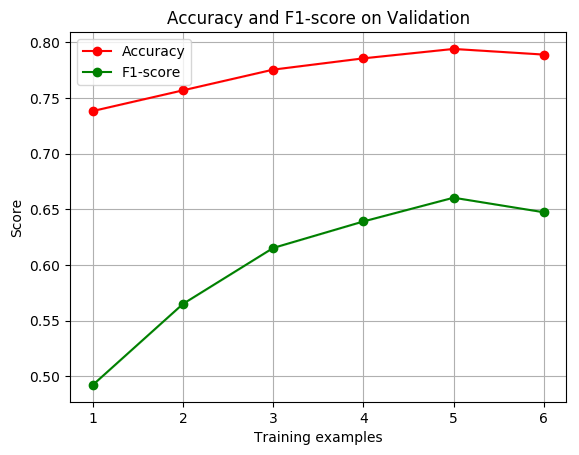 Accuracy and F1-score on Validation
Accuracy
F1-score
0.80
0.75
0.70
0.65
0.60
0.55
0.50
Score
1 2 3 4 5 6
Training examples